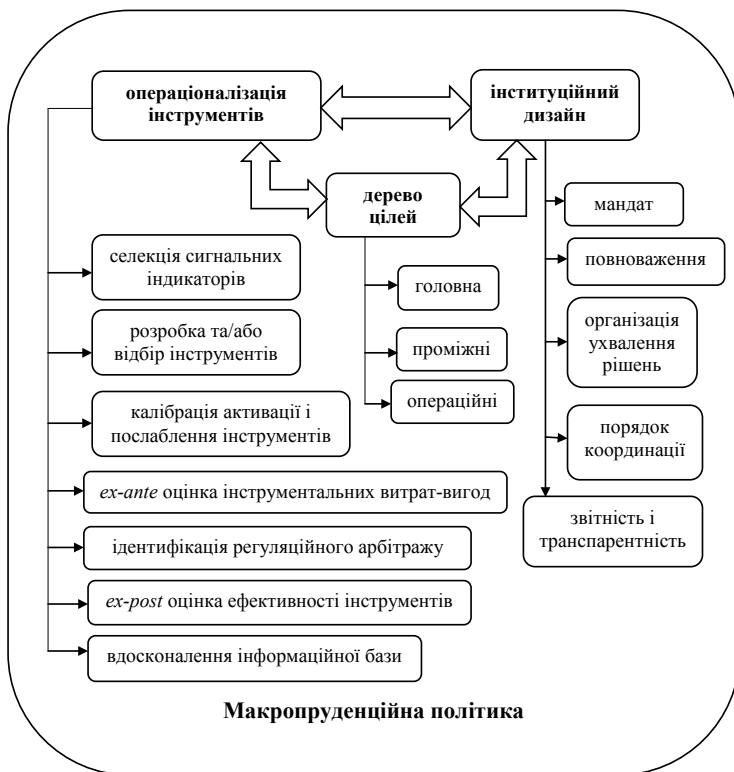 операціоналізація
інструментів
інституційний
дизайн
дерево
цілей
селекція сигнальних
індикаторів
розробка та/або
відбір інструментів
калібрація активації і
послаблення інструментів
ex-ante оцінка інструментальних витрат-вигод
ідентифікація регуляційного арбітражу
ex-post оцінка ефективності інструментів
вдосконалення інформаційної бази
головна
проміжні
операційні
мандат
повноваження
організація
ухвалення
рішень
порядок
координації
звітність і
транспарентність
Макропруденційна політика